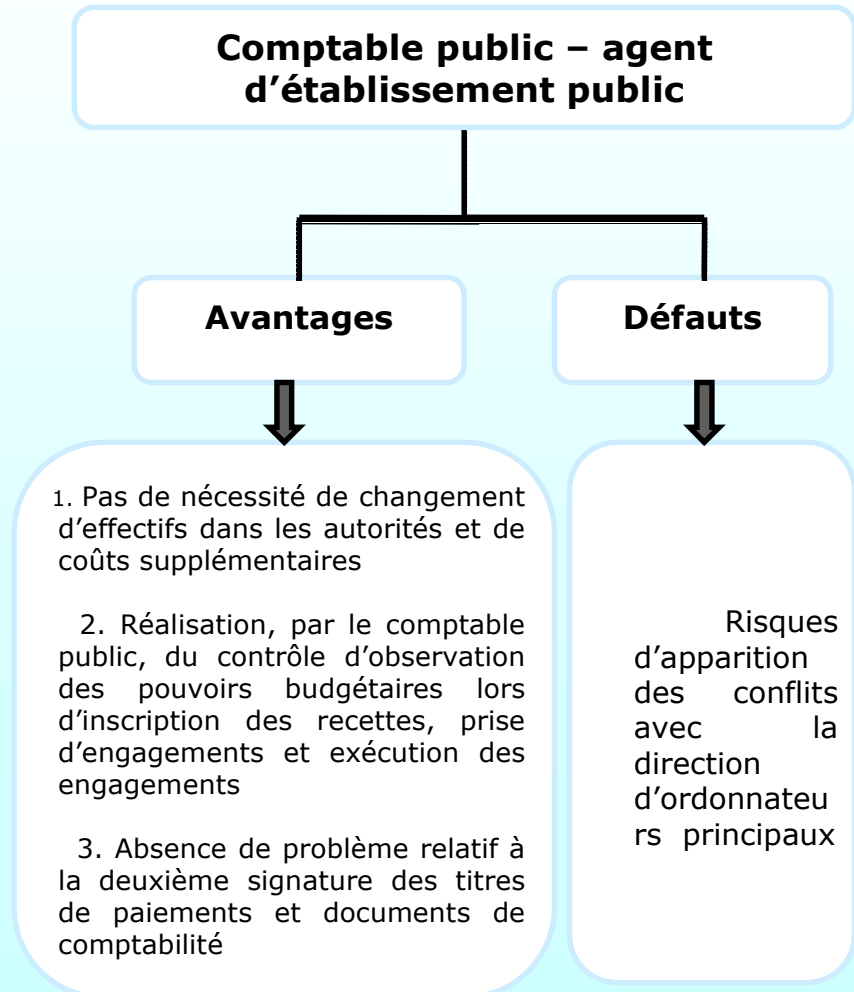 Comptable public – agent
d’établissement public
Avantages
Défauts
1. Pas de nécessité de changement
d’effectifs dans les autorités et de
coûts supplémentaires
2. Réalisation, par le comptable
public, du contrôle d’observation
des pouvoirs budgétaires lors
d’inscription des recettes, prise
d’engagements et exécution des
engagements
3. Absence de problème relatif à
la deuxième signature des titres
de paiements et documents de
comptabilité
Risques
d’apparition
des conflits
avec la
direction
d’ordonnateu
rs principaux